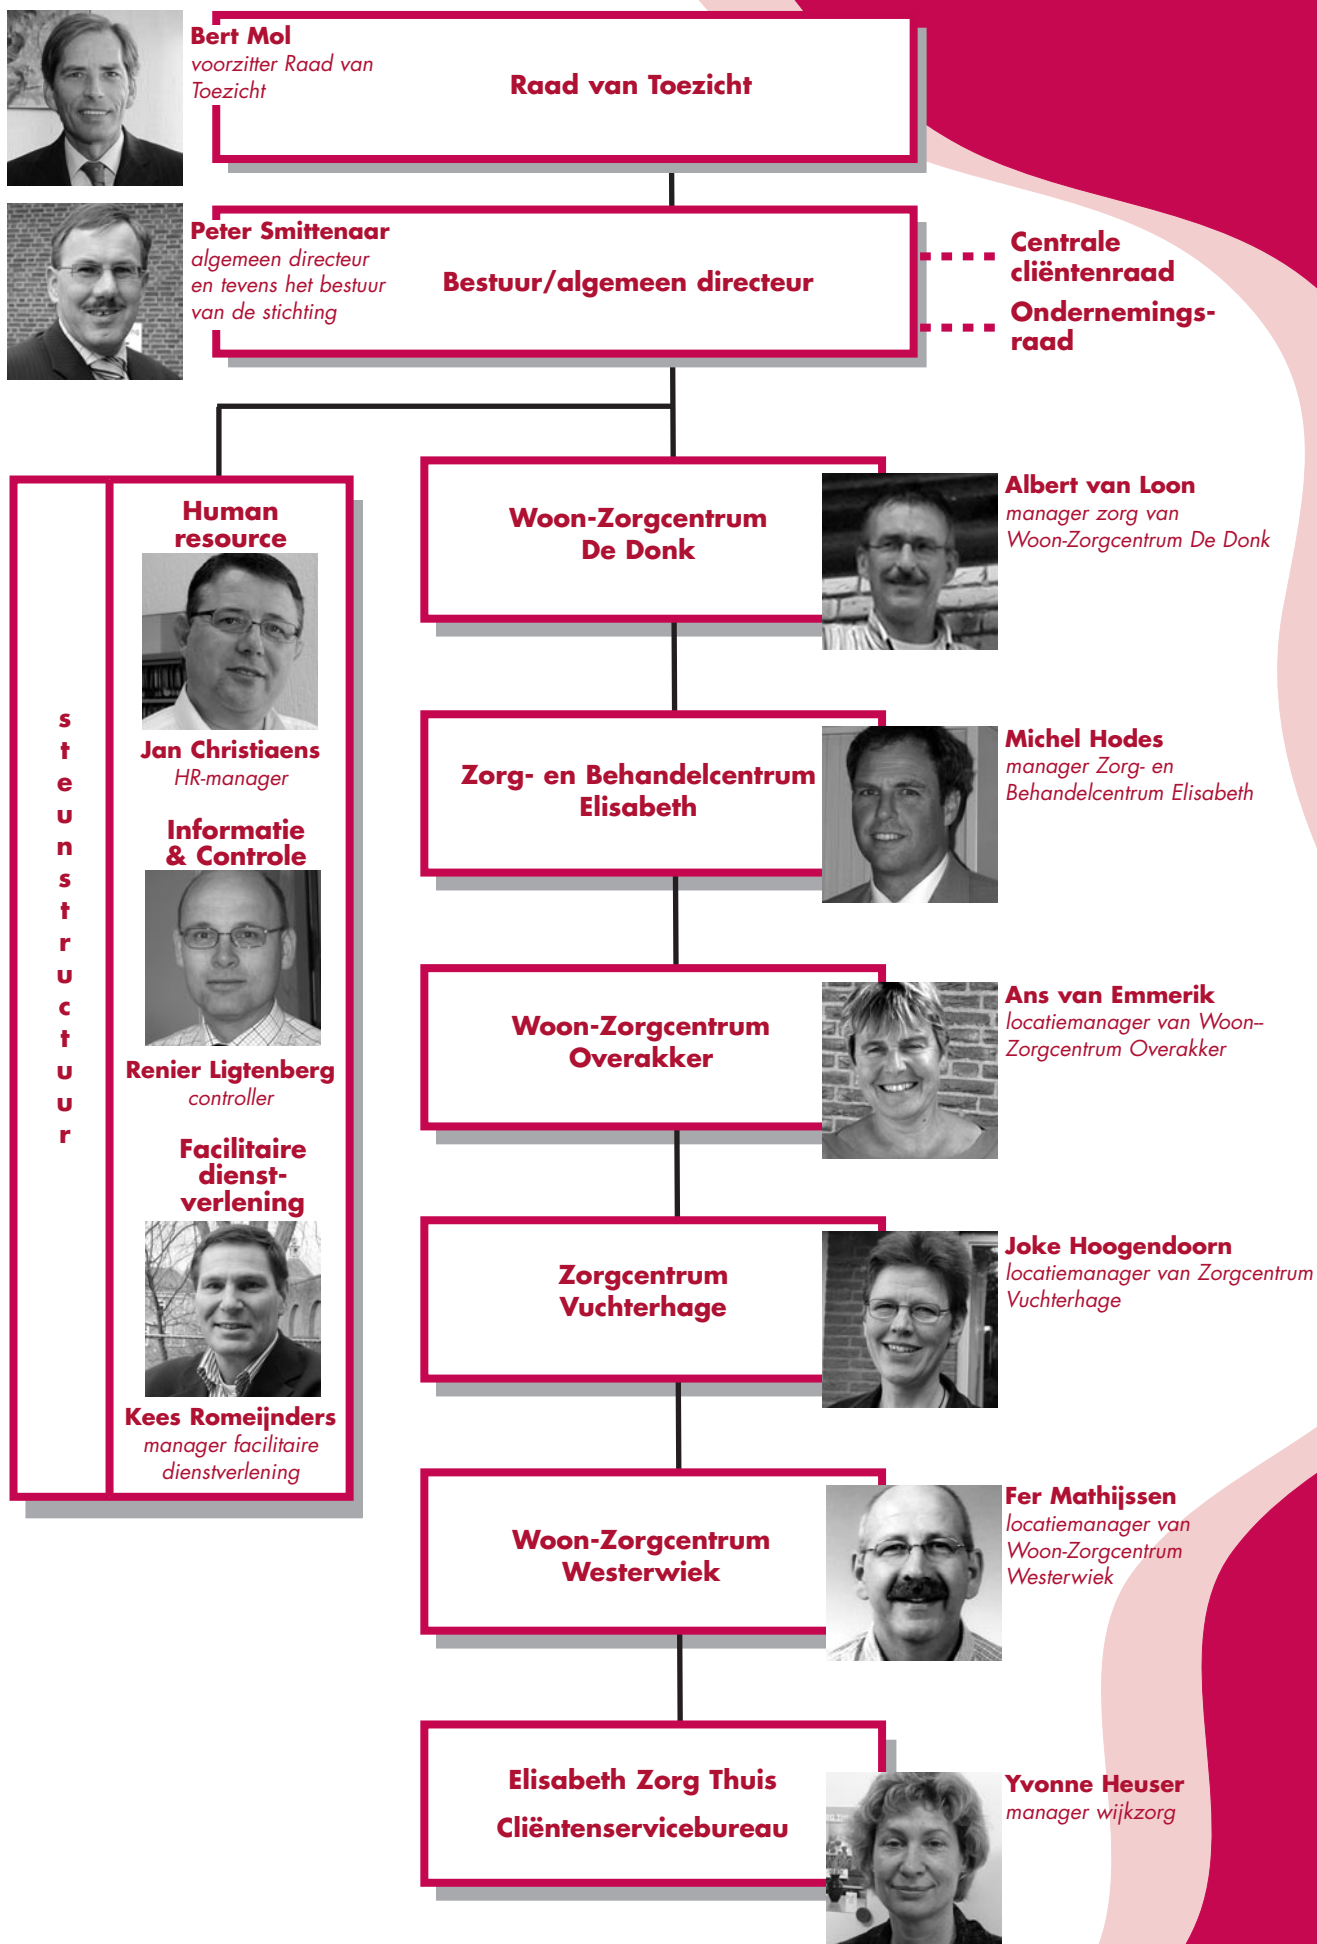 Bert Mol
voorzitter Raad van
Toezicht
Raad van Toezicht
Peter Smittenaar
algemeen directeur
en tevens het bestuur
van de stichting
Bestuur/algemeen directeur
Centrale
cliëntenraad
Ondernemings-
raad
steunstructuur
Human
resource
Jan Christiaens
HR-manager
Informatie
& Controle
Renier Ligtenberg
controller
Facilitaire
dienst-
verlening
Kees Romeijnders
manager facilitaire
dienstverlening
Woon-Zorgcentrum
De Donk
Albert van Loon
manager zorg van
Woon-Zorgcentrum De Donk
Zorg- en Behandelcentrum
Elisabeth
Michel Hodes
manager Zorg- en
Behandelcentrum Elisabeth
Woon-Zorgcentrum
Overakker
Ans van Emmerik
locatiemanager van Woon--
Zorgcentrum Overakker
Zorgcentrum
Vuchterhage
Joke Hoogendoorn
locatiemanager van Zorgcentrum
Vuchterhage
Woon-Zorgcentrum
Westerwiek
Fer Mathijssen
locatiemanager van
Woon-Zorgcentrum
Westerwiek
Elisabeth Zorg Thuis
Cliëntenservicebureau
Yvonne Heuser
manager wijkzorg